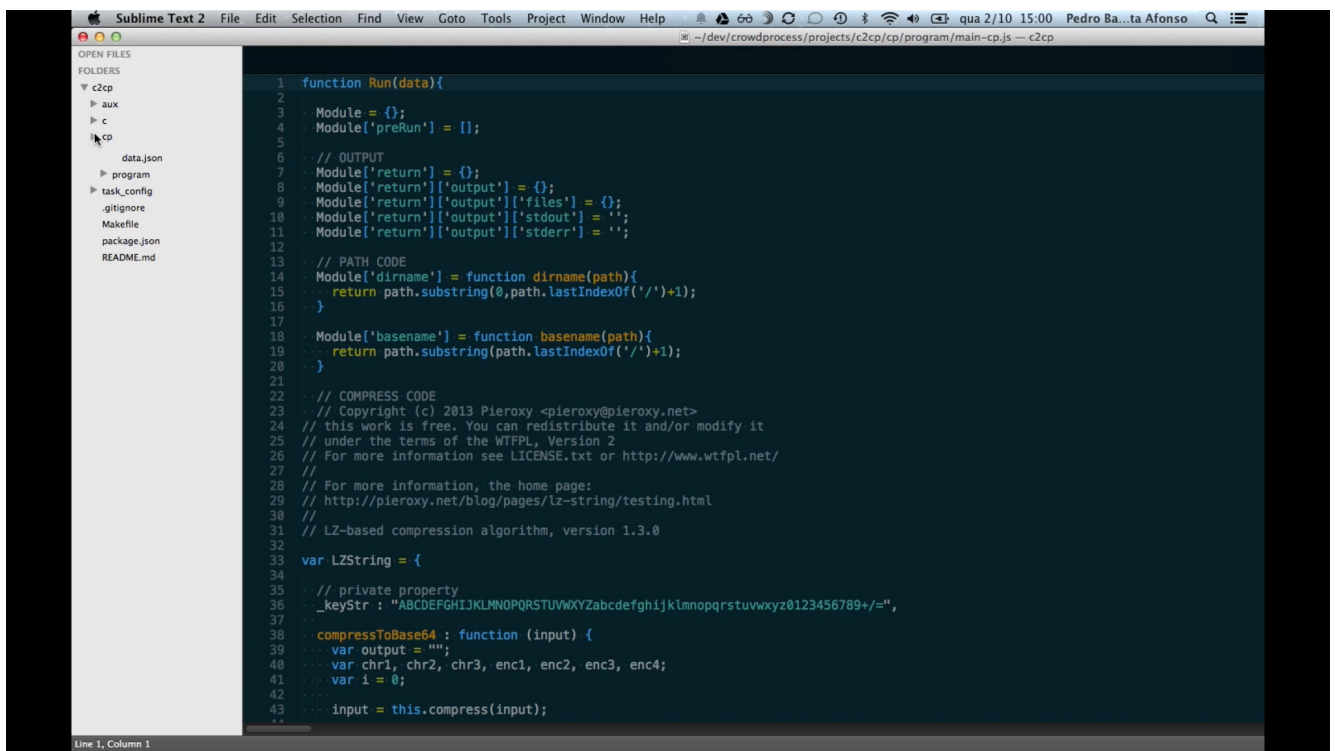 Sublime Text 2 File Edit Selection Find View Goto Tools Project Window Help qua 2/10 15:00 Pedro Ba...ta Afonso
~/dev/crowdprocess/projects/c2cp/cp/program/main-cp.js — c2cp
OPEN FILES
FOLDERS
c2cp
aux
c
cp
data.json
program
task_config
.gitignore
Makefile
package.json
README.md
1 function Run(data){
2
3 Module = {};
4 Module['preRun'] = [];
5
6 // OUTPUT
7 Module['return'] = {};
8 Module['return']['output'] = {};
9 Module['return']['output']['files'] = {};
10 Module['return']['output']['stdout'] = '';
11 Module['return']['output']['stderr'] = '';
12
13 // PATH CODE
14 Module['dirname'] = function dirname(path){
15 return path.substring(0,path.lastIndexOf('/')+1);
16 }
17
18 Module['basename'] = function basename(path){
19 return path.substring(path.lastIndexOf('/')+1);
20 }
21
22 // COMPRESS CODE
23 // Copyright (c) 2013 Pieroxy <pieroxy@pieroxy.net>
24 // this work is free. You can redistribute it and/or modify it
25 // under the terms of the WTFPL, Version 2
26 // For more information see LICENSE.txt or http://www.wtfpl.net/
27 //
28 // For more information, the home page:
29 // http://pieroxy.net/blog/pages/lz-string/testing.html
30 //
31 // LZ-based compression algorithm, version 1.3.0
32
33 var LZString = {
34
35 // private property
36 _keyStr : "ABCDEFGHIJKLMNOPQRSTUVWXYZabcdefghijklmnopqrstuvwxyz0123456789+/=",
37
38 compressToBase64 : function (input) {
39 var output = "";
40 var chr1, chr2, chr3, enc1, enc2, enc3, enc4;
41 var i = 0;
42
43 input = this.compress(input);
Line 1, Column 1